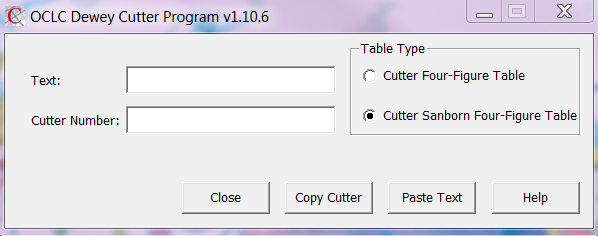 OCLC Dewey Cutter Program v1.10.6
Table Type
Text:
Cutter Four-Figure Table
Cutter Number:
Cutter Sanborn Four-Figure Table
Close
Copy Cutter
Paste Text
Help